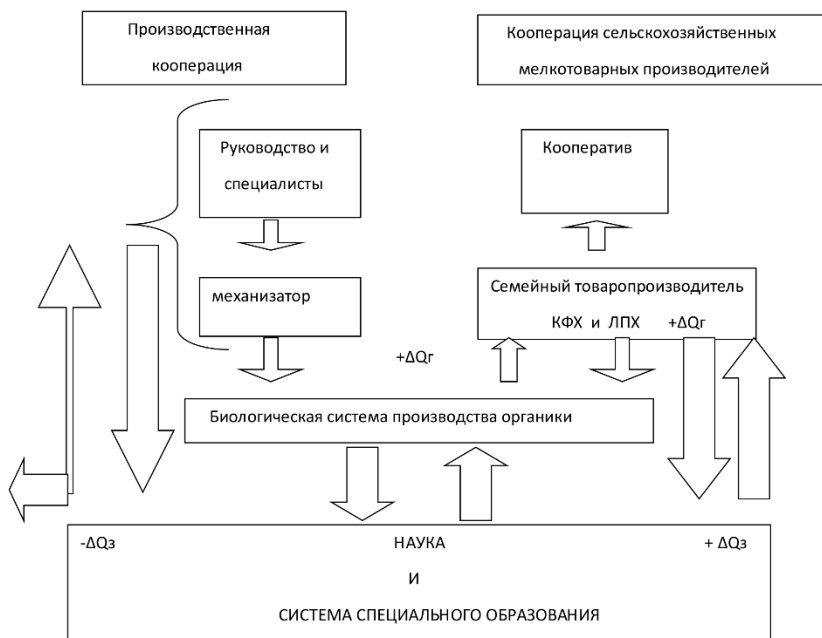 Производственная
кооперация
Кооперация сельскохозяйственных
мелкотоварных производителей
Руководство и
специалисты
Кооператив
механизатор
Семейный товаропроизводитель
КФХ и ЛПХ +ΔQг
+ΔQг
Биологическая система производства органики
-ΔQз НАУКА + ΔQз
И
СИСТЕМА СПЕЦИАЛЬНОГО ОБРАЗОВАНИЯ